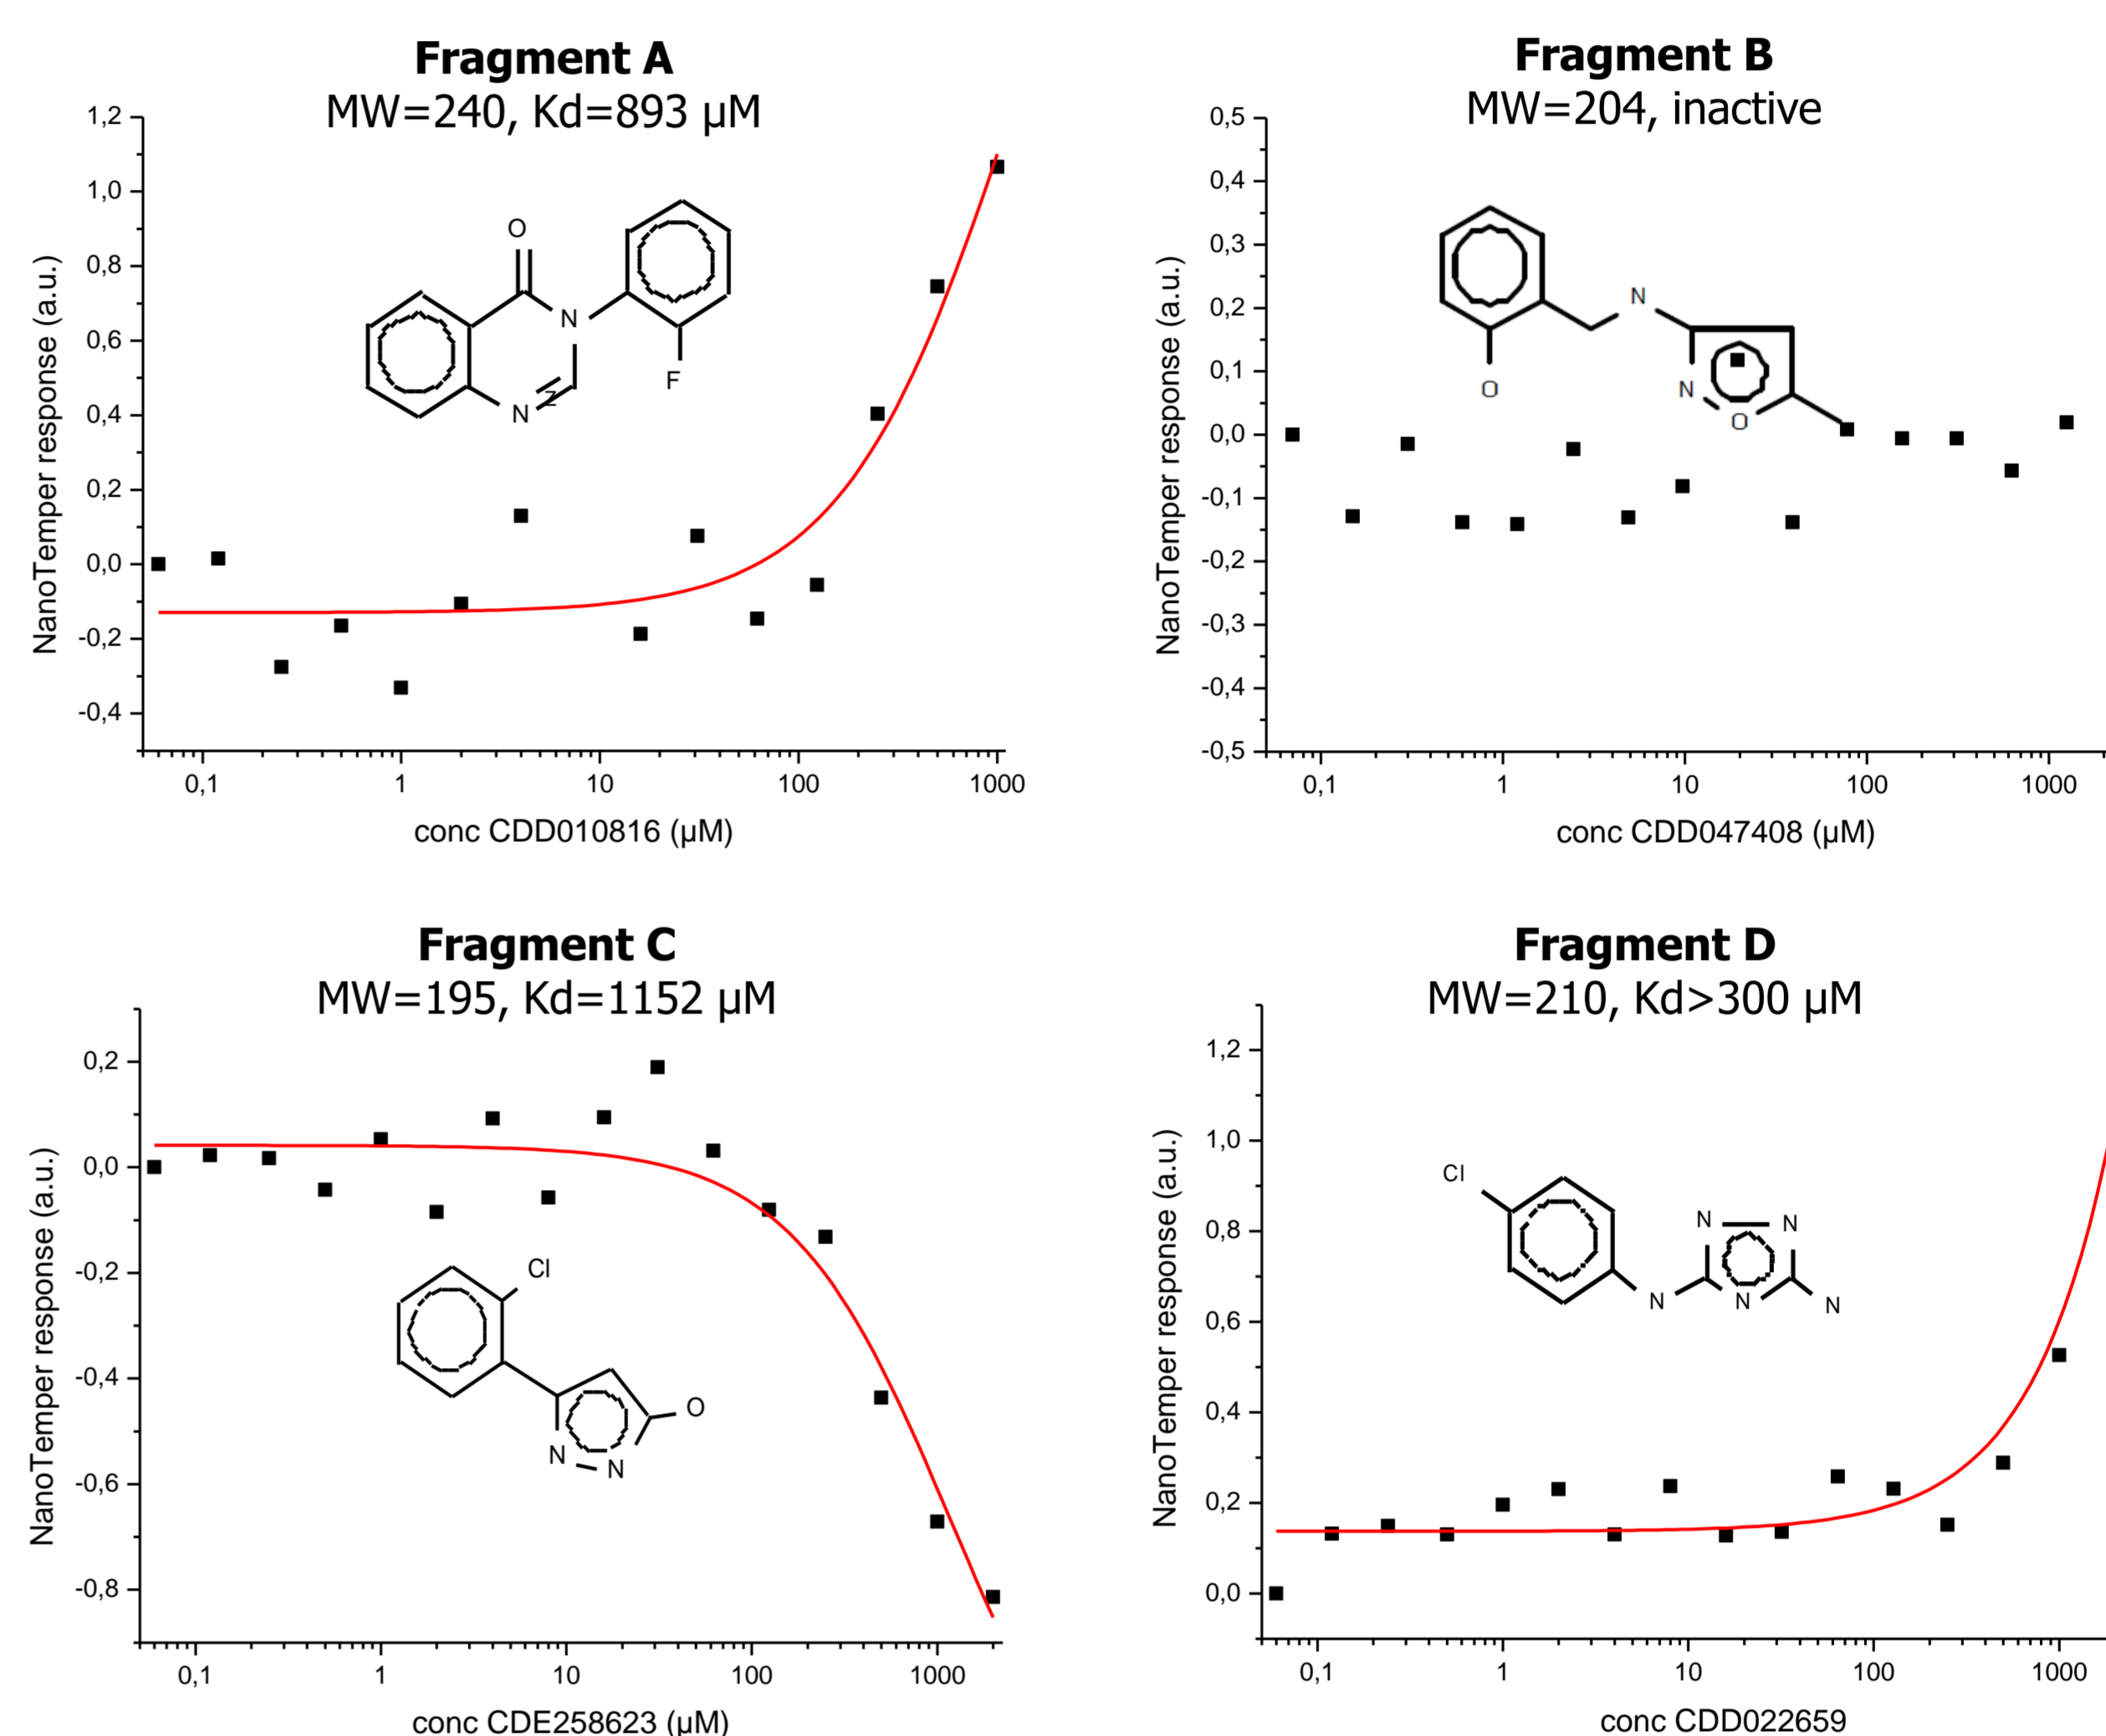 Fragment A
MW=240, Kd=893 µM
1,2
1,0
0,8
0,6
0,4
0,2
0,0
-0,2
-0,4
NanoTemper response (a.u.)
O
N
F
N
Z
0,1 1 10 100 1000
conc CDD010816 (µM)
Fragment B
MW=204, inactive
0,5
0,4
0,3
0,2
0,1
0,0
-0,1
-0,2
-0,3
-0,4
-0,5
NanoTemper response (a.u.)
N
O
N
O
0,1 1 10 100 1000
conc CDD047408 (µM)
Fragment C
MW=195, Kd=1152 µM
0,2
0,0
-0,2
-0,4
-0,6
-0,8
NanoTemper response (a.u.)
Cl
O
N
N
0,1 1 10 100 1000
conc CDE258623 (µM)
Fragment D
MW=210, Kd>300 µM
1,2
1,0
0,8
0,6
0,4
0,2
0,0
NanoTemper response (a.u.)
Cl
N N
N N N
0,1 1 10 100 1000
conc CDD022659